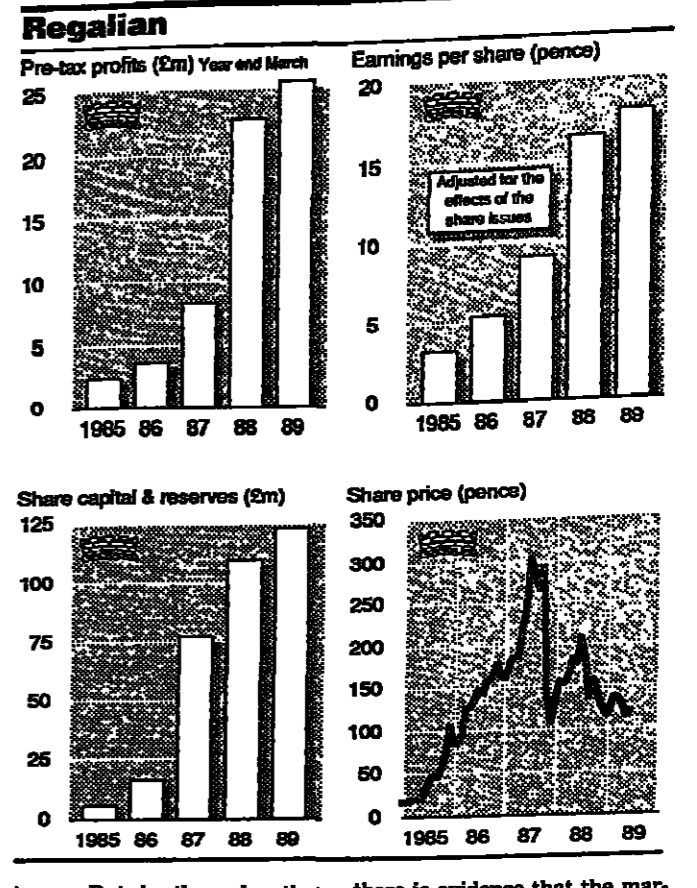 Regalian
Pre-tax profits (£m) Year end March
25
20
15
10
5
0
1985 86 87 88 89
Earnings per share (pence)
20
15
10
5
0
Adjusted for the
effects of the
share issues
1985 86 87 88 89
Share capital & reserves (£m)
125
100
75
50
25
0
1985 86 87 88 89
Share price (pence)
350
300
250
200
150
100
50
0
1985 86 87 88 89
there is evidence that the mar-